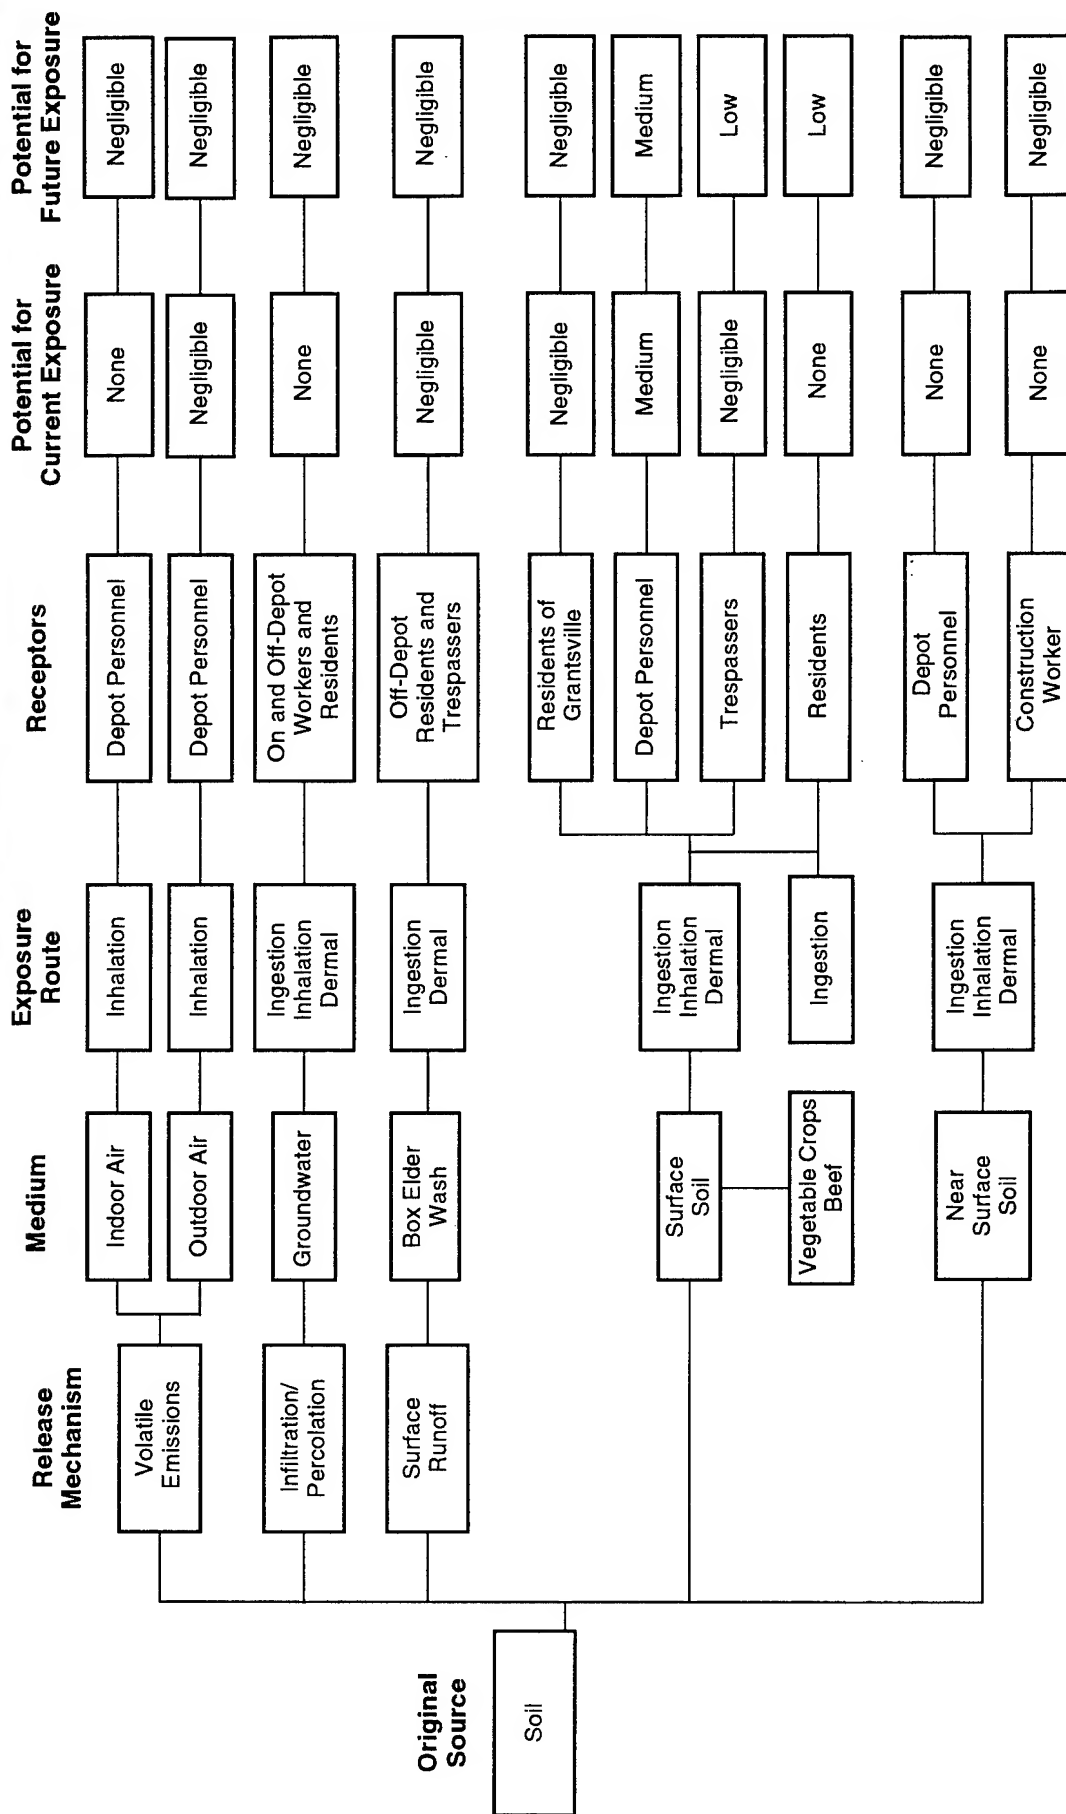 Original
Source
Soil
Release
Mechanism
Volatile
Emissions
Infiltration/
Percolation
Surface
Runoff
Medium
Indoor Air
Outdoor Air
Groundwater
Box Elder
Wash
Surface
Soil
Vegetable Crops
Beef
Near
Surface
Soil
Exposure
Route
Inhalation
Inhalation
Ingestion
Inhalation
Dermal
Ingestion
Dermal
Ingestion
Inhalation
Dermal
Ingestion
Ingestion
Inhalation
Dermal
Receptors
Depot Personnel
Depot Personnel
On and Off-Depot
Workers and
Residents
Off-Depot
Residents and
Trespassers
Residents of
Grantsville
Depot Personnel
Trespassers
Residents
Depot
Personnel
Construction
Worker
Potential for
Current Exposure
None
Negligible
None
Negligible
Negligible
Medium
Negligible
None
None
None
Potential for
Future Exposure
Negligible
Negligible
Negligible
Negligible
Negligible
Medium
Low
Low
Negligible
Negligible